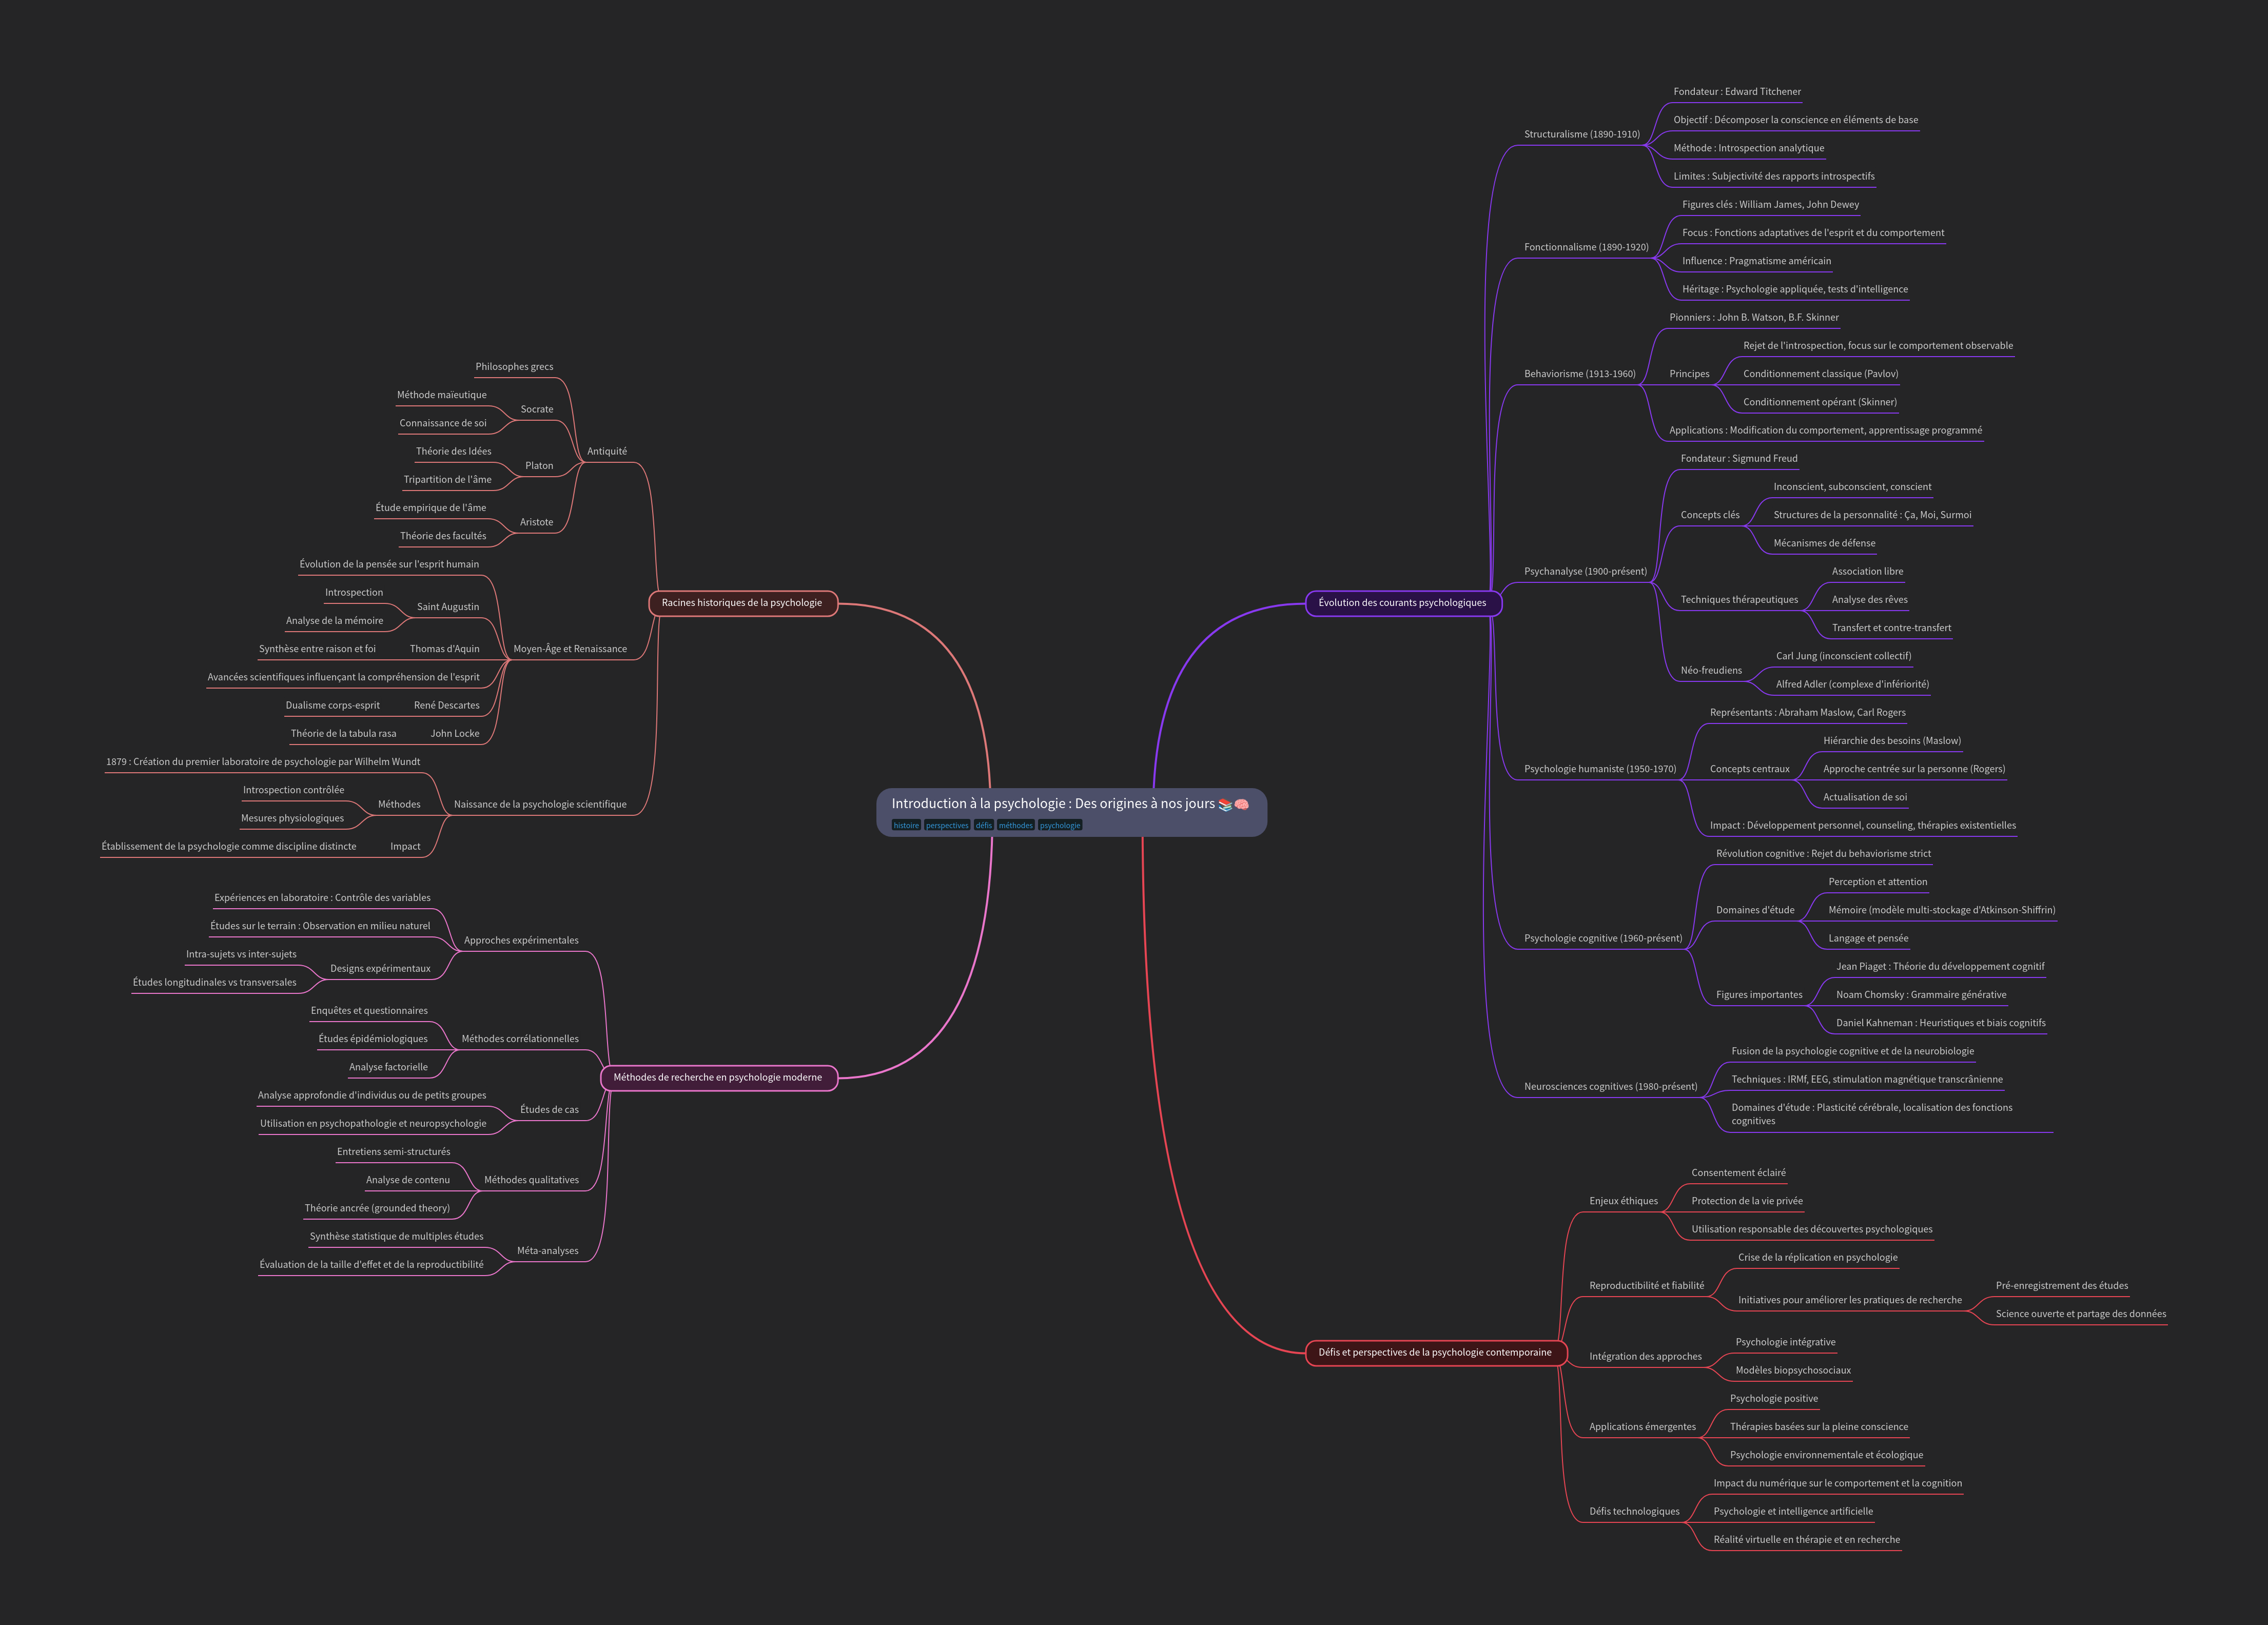 Introduction à la psychologie : Des origines à nos jours 📚🧠
histoire perspectives défis méthodes psychologie
Racines historiques de la psychologie
Antiquité
Philosophes grecs
Socrate
Méthode maïeutique
Connaissance de soi
Platon
Théorie des Idées
Tripartition de l'âme
Aristote
Étude empirique de l'âme
Théorie des facultés
Moyen-Âge et Renaissance
Évolution de la pensée sur l'esprit humain
Saint Augustin
Introspection
Analyse de la mémoire
Thomas d'Aquin
Synthèse entre raison et foi
Avancées scientifiques influençant la compréhension de l'esprit
René Descartes
Dualisme corps-esprit
John Locke
Théorie de la tabula rasa
Naissance de la psychologie scientifique
1879 : Création du premier laboratoire de psychologie par Wilhelm Wundt
Méthodes
Introspection contrôlée
Mesures physiologiques
Impact
Établissement de la psychologie comme discipline distincte
Méthodes de recherche en psychologie moderne
Approches expérimentales
Expériences en laboratoire : Contrôle des variables
Études sur le terrain : Observation en milieu naturel
Designs expérimentaux
Intra-sujets vs inter-sujets
Études longitudinales vs transversales
Méthodes corrélationnelles
Enquêtes et questionnaires
Études épidémiologiques
Analyse factorielle
Études de cas
Analyse approfondie d'individus ou de petits groupes
Utilisation en psychopathologie et neuropsychologie
Méthodes qualitatives
Entretiens semi-structurés
Analyse de contenu
Théorie ancrée (grounded theory)
Méta-analyses
Synthèse statistique de multiples études
Évaluation de la taille d'effet et de la reproductibilité
Évolution des courants psychologiques
Structuralisme (1890-1910)
Fondateur : Edward Titchener
Objectif : Décomposer la conscience en éléments de base
Méthode : Introspection analytique
Limites : Subjectivité des rapports introspectifs
Fonctionnalisme (1890-1920)
Figures clés : William James, John Dewey
Focus : Fonctions adaptatives de l'esprit et du comportement
Influence : Pragmatisme américain
Héritage : Psychologie appliquée, tests d'intelligence
Behaviorisme (1913-1960)
Pionniers : John B. Watson, B.F. Skinner
Principes
Rejet de l'introspection, focus sur le comportement observable
Conditionnement classique (Pavlov)
Conditionnement opérant (Skinner)
Applications : Modification du comportement, apprentissage programmé
Psychanalyse (1900-présent)
Fondateur : Sigmund Freud
Concepts clés
Inconscient, subconscient, conscient
Structures de la personnalité : Ça, Moi, Surmoi
Mécanismes de défense
Techniques thérapeutiques
Association libre
Analyse des rêves
Transfert et contre-transfert
Néo-freudiens
Carl Jung (inconscient collectif)
Alfred Adler (complexe d'infériorité)
Psychologie humaniste (1950-1970)
Représentants : Abraham Maslow, Carl Rogers
Concepts centraux
Hiérarchie des besoins (Maslow)
Approche centrée sur la personne (Rogers)
Actualisation de soi
Impact : Développement personnel, counseling, thérapies existentielles
Psychologie cognitive (1960-présent)
Révolution cognitive : Rejet du behaviorisme strict
Domaines d'étude
Perception et attention
Mémoire (modèle multi-stockage d'Atkinson-Shiffrin)
Langage et pensée
Figures importantes
Jean Piaget : Théorie du développement cognitif
Noam Chomsky : Grammaire générative
Daniel Kahneman : Heuristiques et biais cognitifs
Neurosciences cognitives (1980-présent)
Fusion de la psychologie cognitive et de la neurobiologie
Techniques : IRMf, EEG, stimulation magnétique transcrânienne
Domaines d'étude : Plasticité cérébrale, localisation des fonctions
cognitives
Défis et perspectives de la psychologie contemporaine
Enjeux éthiques
Consentement éclairé
Protection de la vie privée
Utilisation responsable des découvertes psychologiques
Reproductibilité et fiabilité
Crise de la réplication en psychologie
Initiatives pour améliorer les pratiques de recherche
Pré-enregistrement des études
Science ouverte et partage des données
Intégration des approches
Psychologie intégrative
Modèles biopsychosociaux
Applications émergentes
Psychologie positive
Thérapies basées sur la pleine conscience
Psychologie environnementale et écologique
Défis technologiques
Impact du numérique sur le comportement et la cognition
Psychologie et intelligence artificielle
Réalité virtuelle en thérapie et en recherche